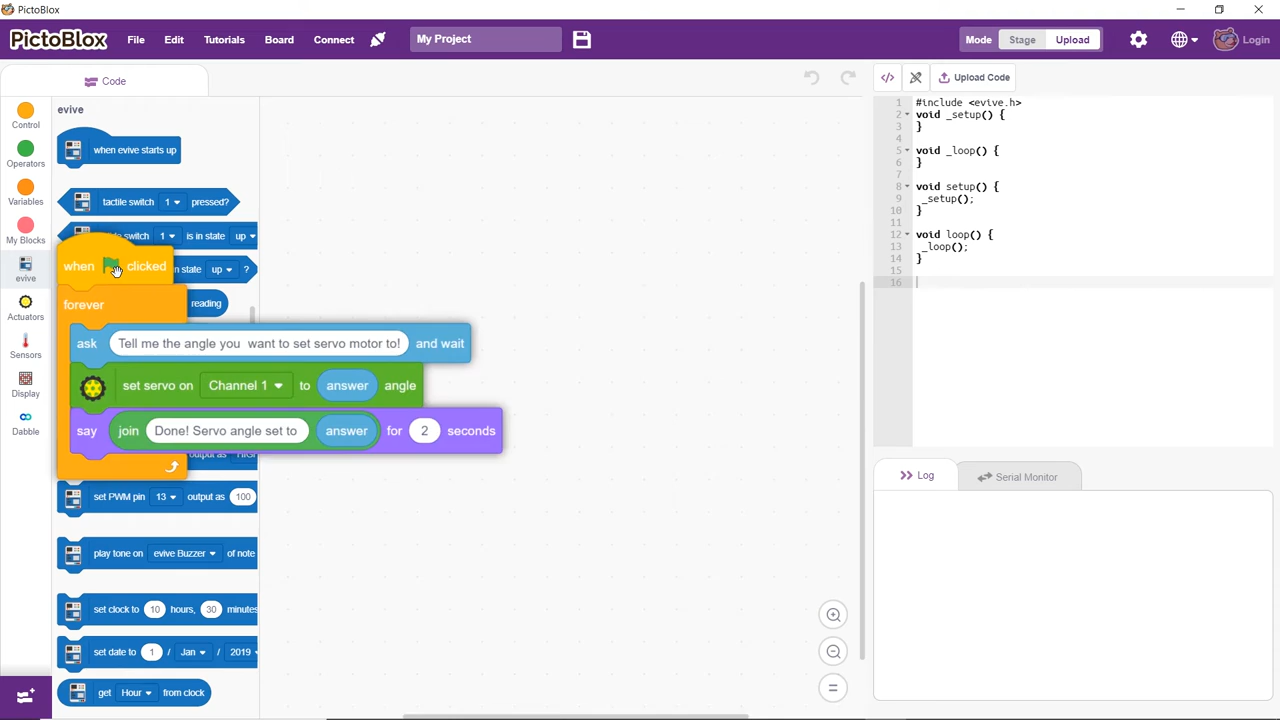 PictoBlox
PictoBlox File Edit Tutorials Board Connect My Project Mode Stage Upload Login
Code
Upload Code
Control
Operators
Variables
My Blocks
evive
Actuators
Sensors
Display
Dabble
evive
when evive starts up
tactile switch 1 pressed?
switch 1 is in state up
in state up ?
reading
when clicked
forever
ask Tell me the angle you want to set servo motor to! and wait
set servo on Channel 1 to answer angle
say join Done! Servo angle set to answer for 2 seconds
set PWM pin 13 output as 100
play tone on evive Buzzer of note
set clock to 10 hours, 30 minutes
set date to 1 / Jan / 2019
get Hour from clock
1 #include <evive.h>
2 void _setup() {
3 }
4
5 void _loop() {
6 }
7
8 void setup() {
9 _setup();
10 }
11
12 void loop() {
13 _loop();
14 }
15
16
Log Serial Monitor